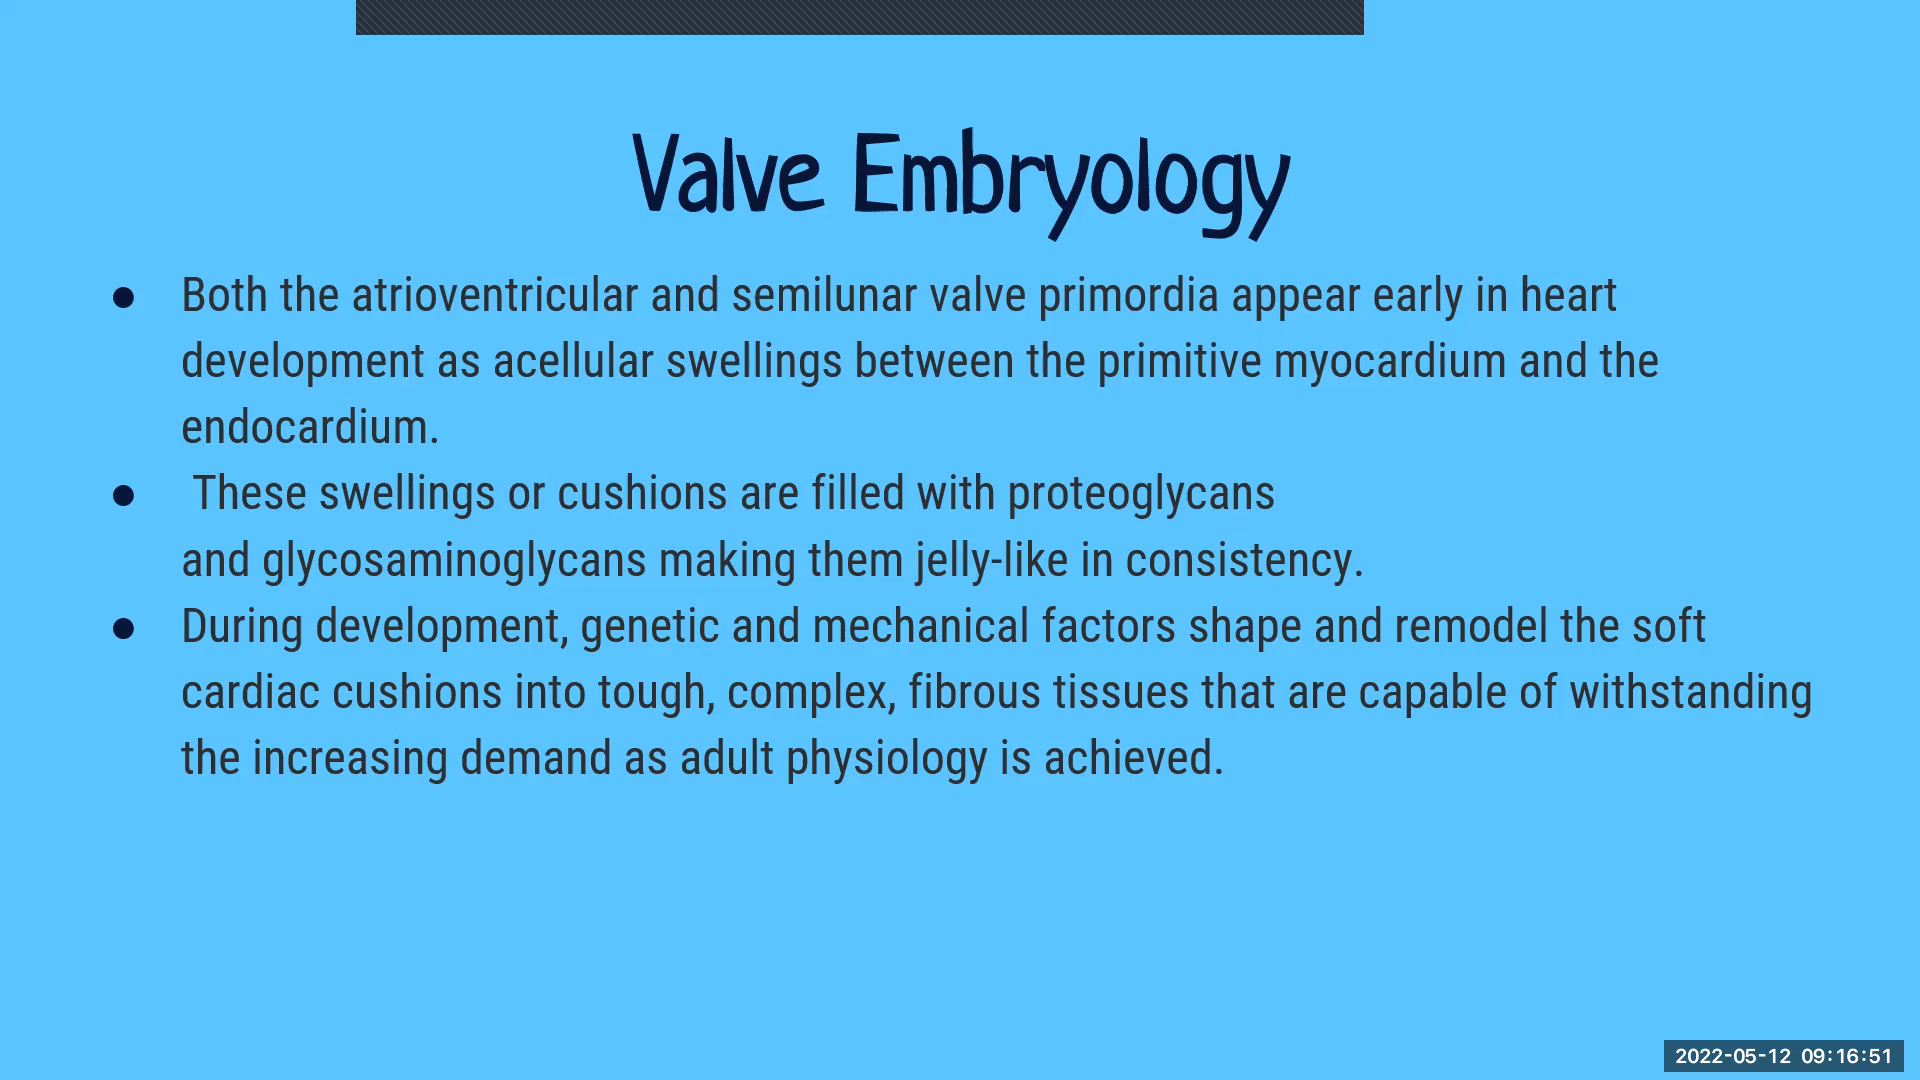 Valve Embryology
● Both the atrioventricular and semilunar valve primordia appear early in heart
development as acellular swellings between the primitive myocardium and the
endocardium.
● These swellings or cushions are filled with proteoglycans
and glycosaminoglycans making them jelly-like in consistency.
● During development, genetic and mechanical factors shape and remodel the soft
cardiac cushions into tough, complex, fibrous tissues that are capable of withstanding
the increasing demand as adult physiology is achieved.
2022-05-12 09:16:51